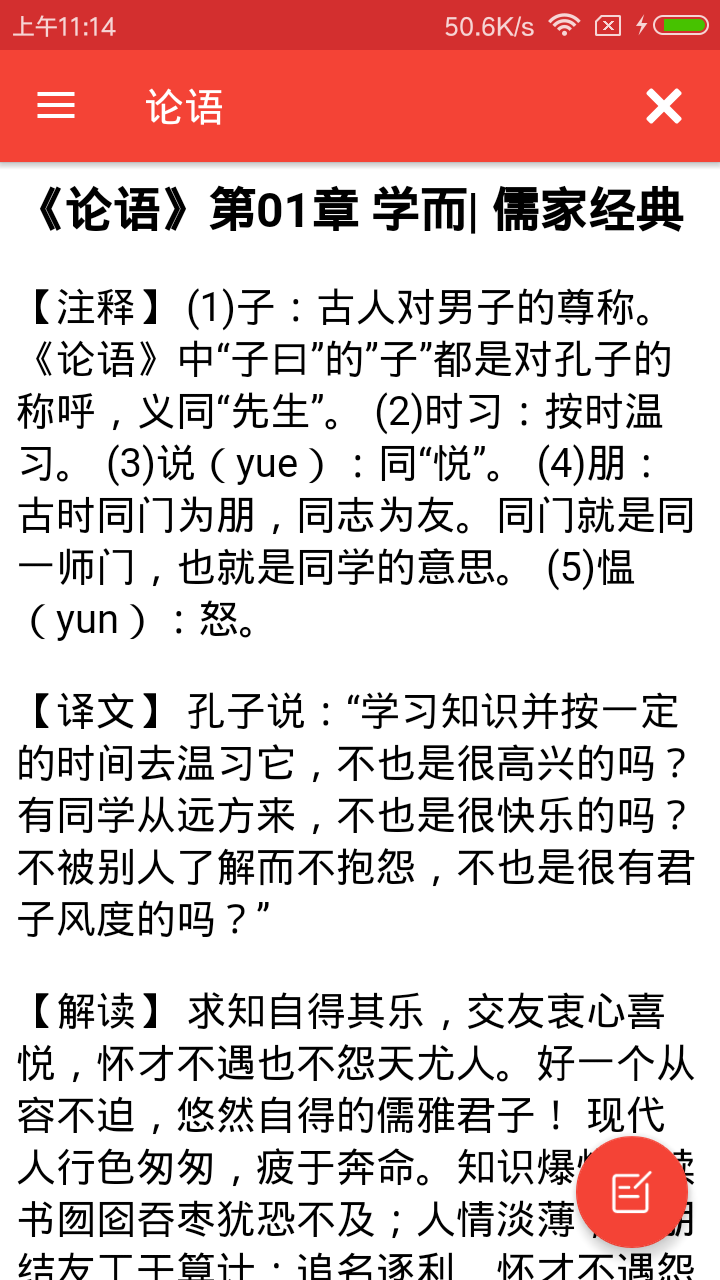 上午11:14 50.6K/s
论语
《论语》第01章 学而| 儒家经典
【注释】 (1)子：古人对男子的尊称。
《论语》中“子曰”的”子”都是对孔子的
称呼，义同“先生”。 (2)时习：按时温
习。 (3)说（yue）：同“悦”。 (4)朋：
古时同门为朋，同志为友。同门就是同
一师门，也就是同学的意思。 (5)愠
（yun）：怒。
【译文】 孔子说：“学习知识并按一定
的时间去温习它，不也是很高兴的吗？
有同学从远方来，不也是很快乐的吗？
不被别人了解而不抱怨，不也是很有君
子风度的吗？”
【解读】 求知自得其乐，交友衷心喜
悦，怀才不遇也不怨天尤人。好一个从
容不迫，悠然自得的儒雅君子！ 现代
人行色匆匆，疲于奔命。知识爆
书囫囵吞枣犹恐不及；人情淡薄
结友工于算计；追名逐利，怀才不遇怨